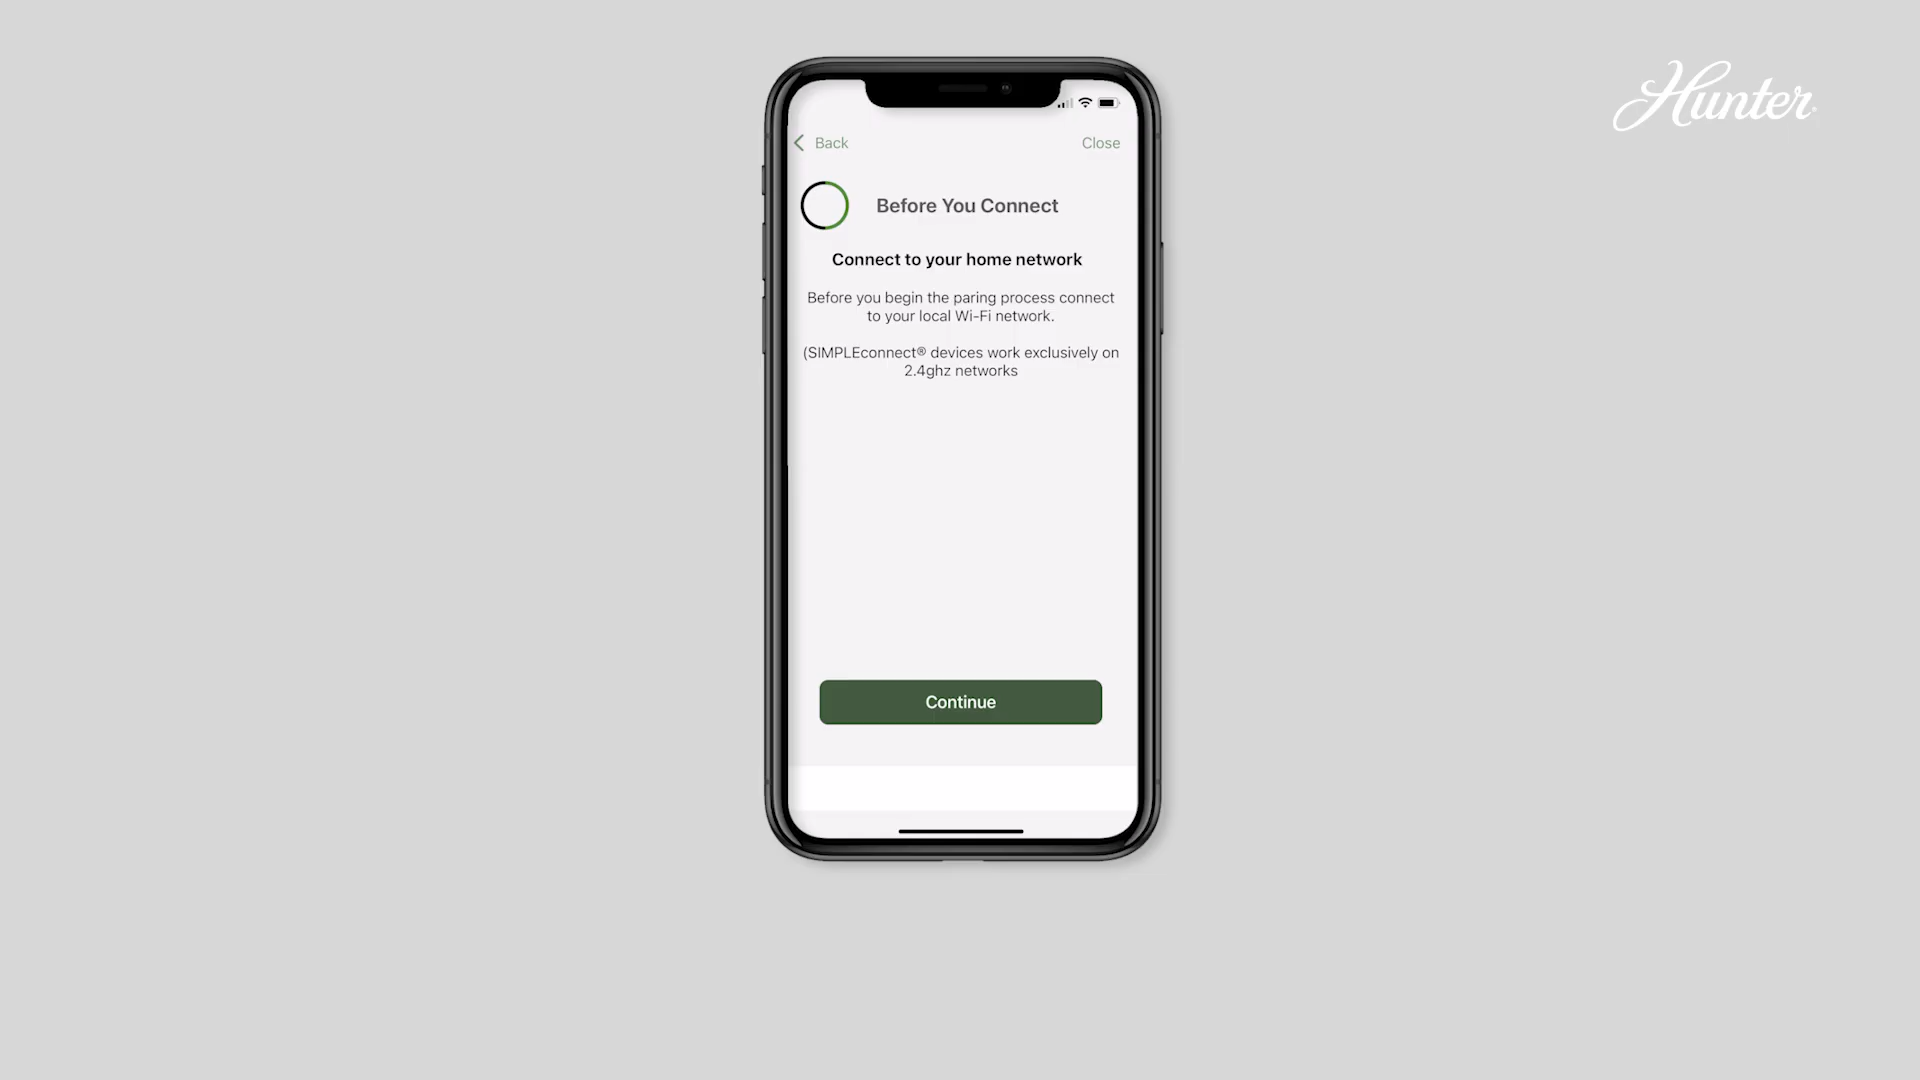 Hunter
Back
Close
Before You Connect
Connect to your home network
Before you begin the paring process connect
to your local Wi-Fi network.
(SIMPLEconnect® devices work exclusively on
2.4ghz networks
Continue